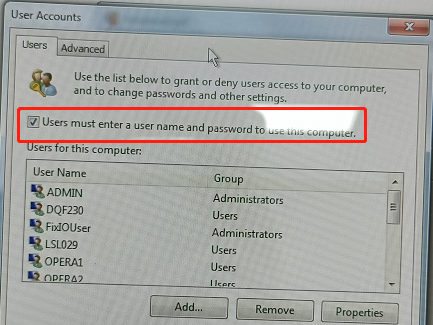 User Accounts
Users
Advanced
Use the list below to grant or deny users access to your computer,
and to change passwords and other settings.
Users must enter a user name and password to use this computer.
Users for this computer:
User Name Group
ADMIN Administrators
DQF230 Users
FixIOUser Administrators
LSL029 Users
OPERA1 Users
OPERA2 Users
Add... Remove Properties